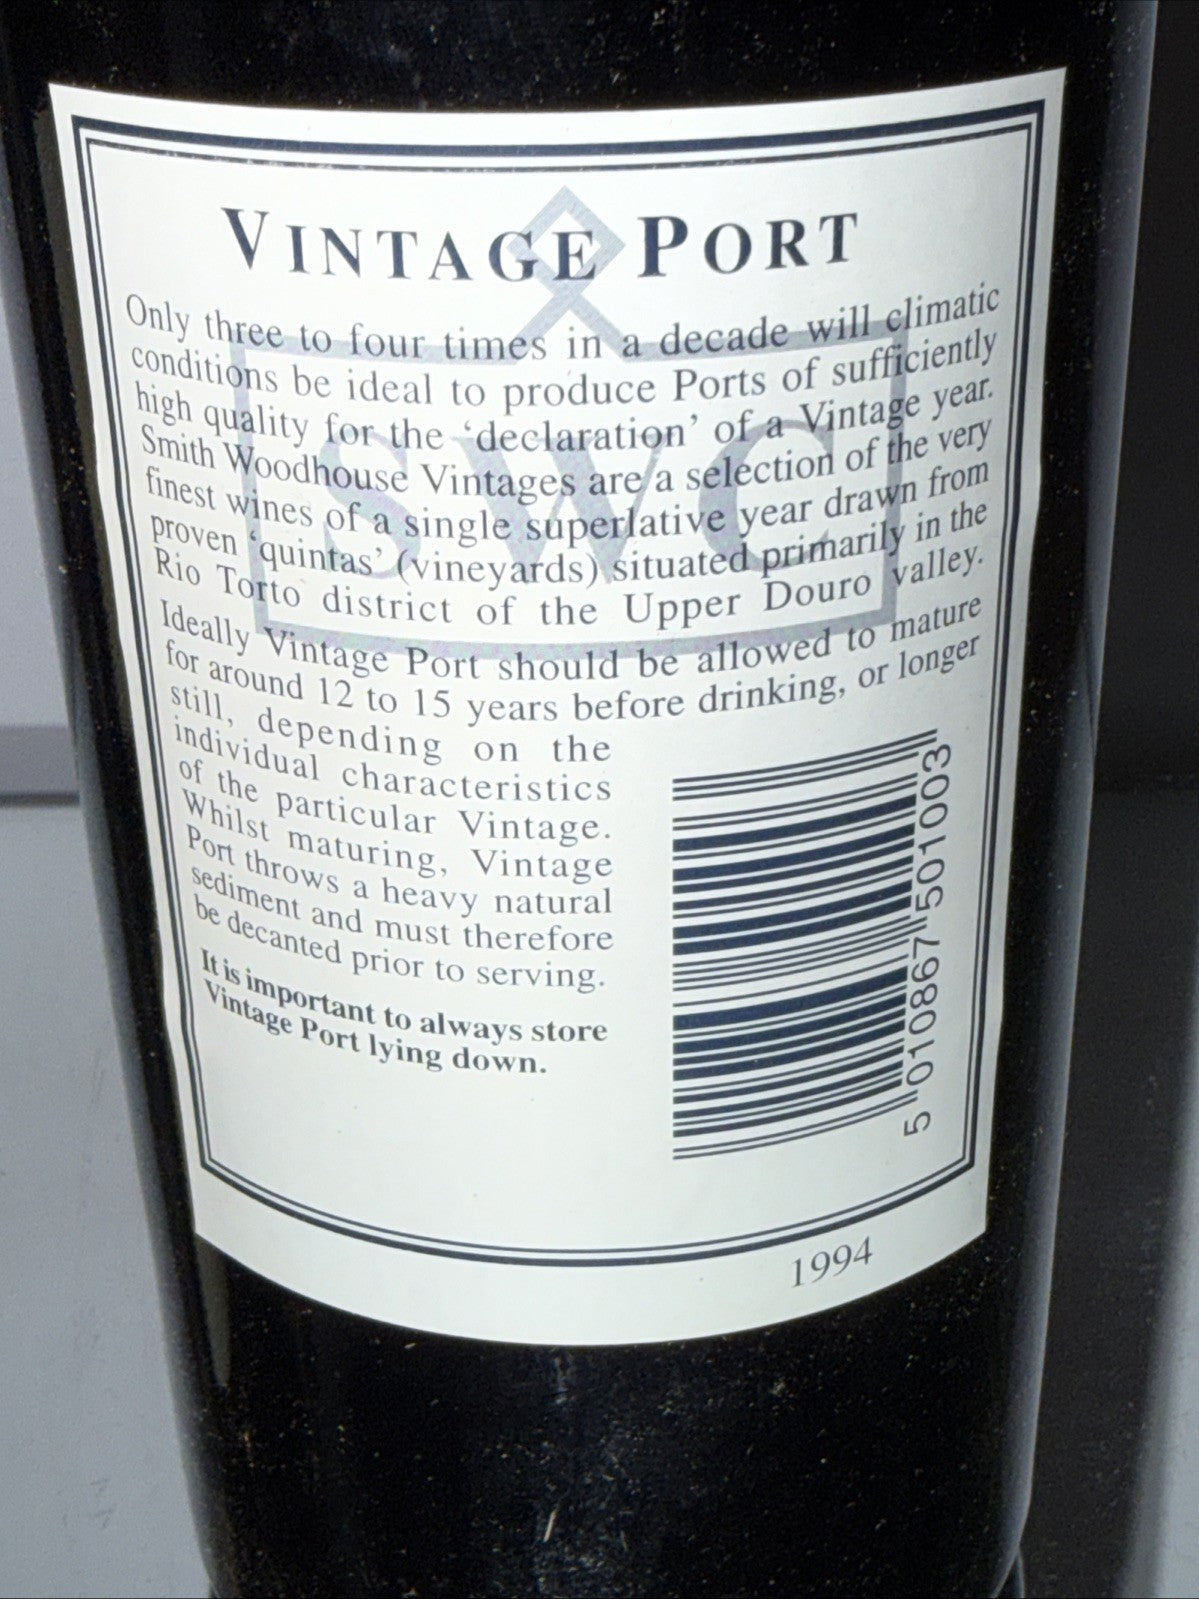 VINTAGE PORT
SWC
Only three to four times in a decade will climatic
conditions be ideal to produce Ports of sufficiently
high quality for the ‘declaration’ of a Vintage year.
Smith Woodhouse Vintages are a selection of the very
finest wines of a single superlative year drawn from
proven ‘quintas’ (vineyards) situated primarily in the
Rio Torto district of the Upper Douro valley.
Ideally Vintage Port should be allowed to mature
for around 12 to 15 years before drinking, or longer
still, depending on the
individual characteristics
of the particular Vintage.
Whilst maturing, Vintage
Port throws a heavy natural
sediment and must therefore
be decanted prior to serving.
It is important to always store
Vintage Port lying down.
5 010867 501003
1994